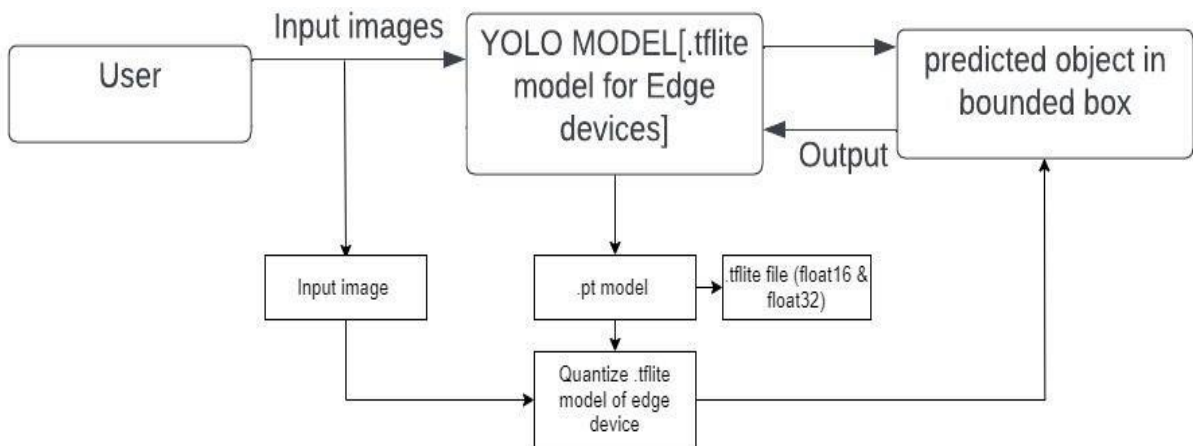 Input images
User
YOLO MODEL[.tflite
model for Edge
devices]
predicted object in
bounded box
Output
Input image
.pt model
.tflite file (float16 &
float32)
Quantize .tflite
model of edge
device